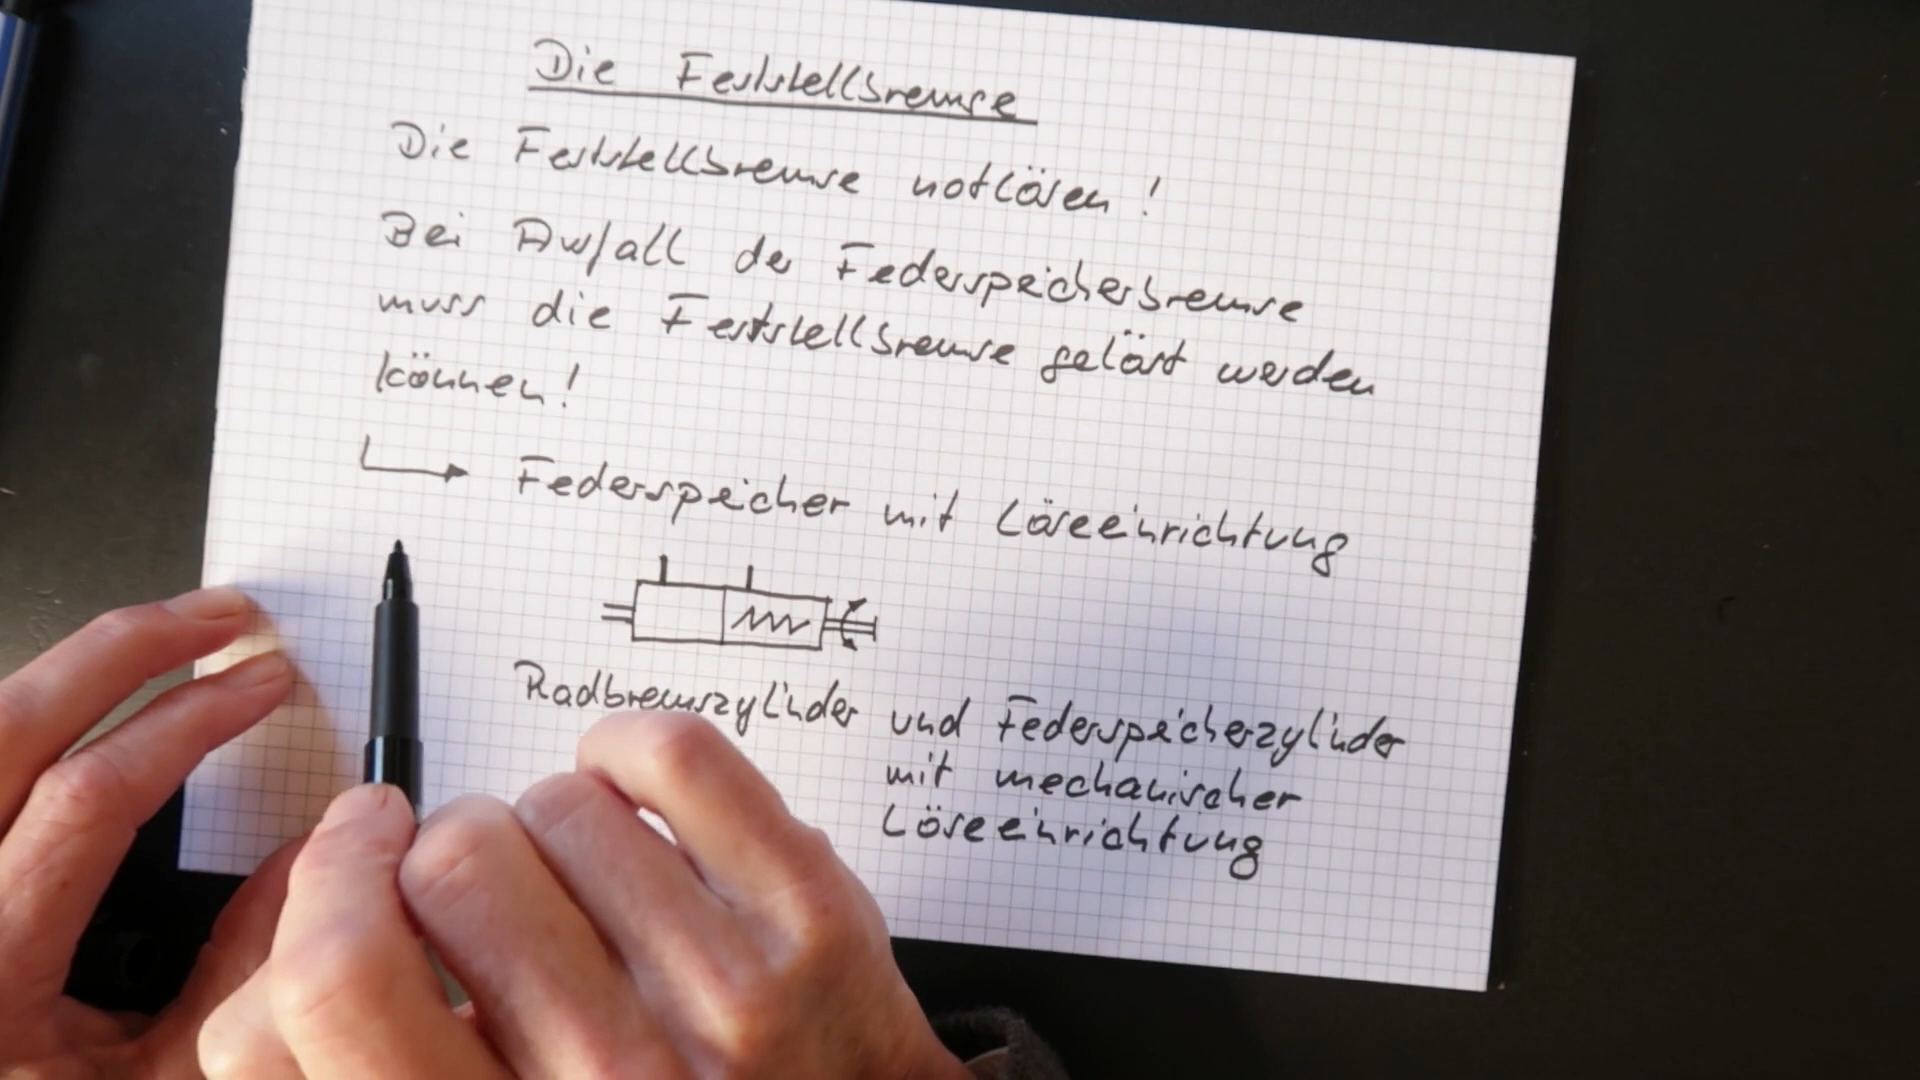 Die Feststellbremse
Die Feststellbremse notlösen!
Bei Ausfall der Federspeicherbremse
muss die Feststellbremse gelöst werden
können!
Federspeicher mit Löseeinrichtung
Radbremszylinder und Federspeicherzylinder
mit mechanischer
Löseeinrichtung